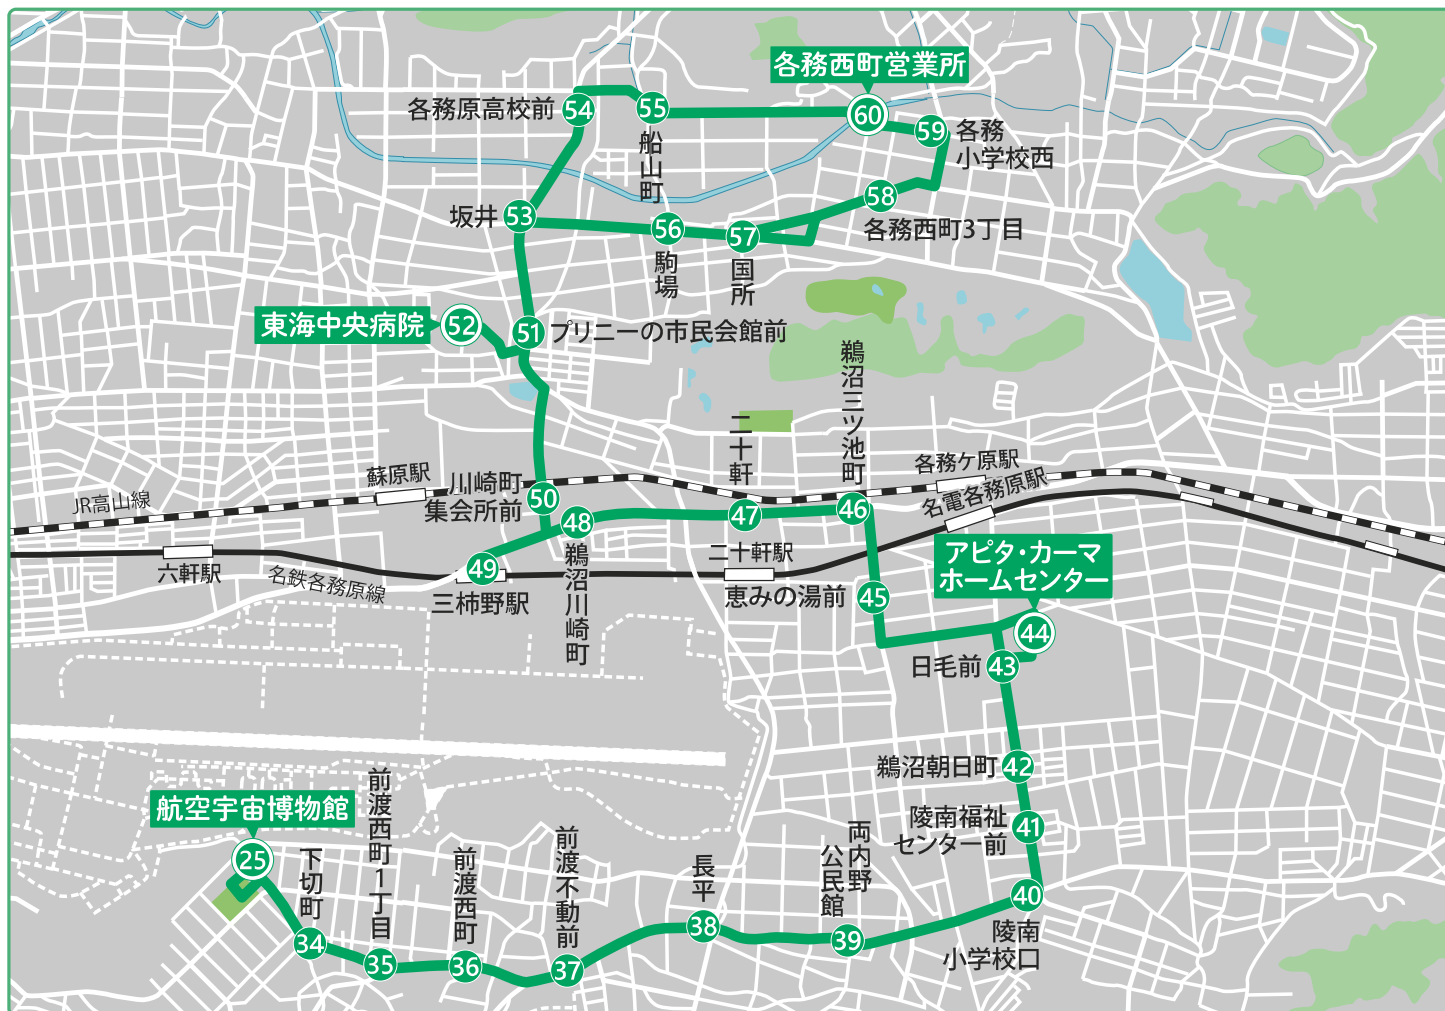 各務西町営業所
各務原高校前
54
55
60
59
各務
小学校西
船山町
58
坂井
53
56
57
各務西町3丁目
駒場
国所
東海中央病院
52
51
プリニーの市民会館前
鵜沼三ツ池町
二十軒
各務ケ原駅
蘇原駅
川崎町
集会所前
50
JR高山線
名電各務原駅
48
47
46
二十軒駅
アピタ・カーマ
ホームセンター
六軒駅
名鉄各務原線
49
三柿野駅
鵜沼川崎町
恵みの湯前
45
44
日毛前
43
鵜沼朝日町
42
航空宇宙博物館
前渡西町1丁目
陵南福祉
センター前
41
25
下切町
前渡西町
前渡不動前
長平
両内野
公民館
40
34
35
36
37
38
39
陵南
小学校口